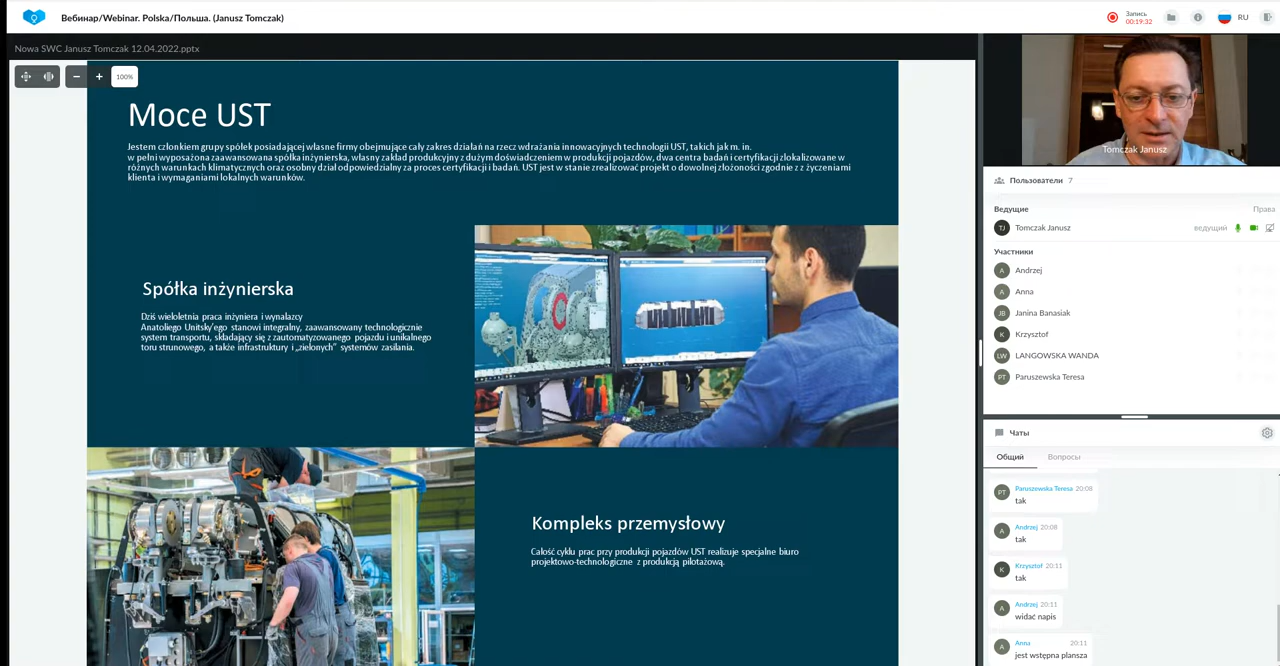 Вебинар/Webinar. Polska/Польша. (Janusz Tomczak)
Запись
00:19:32
RU
Nowa SWC Janusz Tomczak 12.04.2022.pptx
100%
Moce UST
Jestem członkiem grupy spółek posiadającej własne firmy obejmujące cały zakres działań na rzecz wdrażania innowacyjnych technologii UST, takich jak m. in.
w pełni wyposażona zaawansowana spółka inżynierska, własny zakład produkcyjny z dużym doświadczeniem w produkcji pojazdów, dwa centra badań i certyfikacji zlokalizowane w
różnych warunkach klimatycznych oraz osobny dział odpowiedzialny za proces certyfikacji i badań. UST jest w stanie zrealizować projekt o dowolnej złożoności zgodnie z z życzeniami
klienta i wymaganiami lokalnych warunków.
Spółka inżynierska
Dziś wieloletnia praca inżyniera i wynalazcy
Anatoliego Unitsky'ego stanowi integralny, zaawansowany technologicznie
system transportu, składający się z zautomatyzowanego pojazdu i unikalnego
toru strunowego, a także infrastruktury i „zielonych” systemów zasilania.
Kompleks przemysłowy
Całość cyklu prac przy produkcji pojazdów UST realizuje specjalne biuro
projektowo-technologiczne z produkcją pilotażową.
Tomczak Janusz
Пользователи 7
Ведущие Права
TJ Tomczak Janusz ведущий
Участники
A Andrzej
A Anna
JB Janina Banasiak
K Krzysztof
LW LANGOWSKA WANDA
PT Paruszewska Teresa
Чаты
Общий Вопросы
PT Paruszewska Teresa 20:08
tak
A Andrzej 20:08
tak
K Krzysztof 20:11
tak
A Andrzej 20:11
widać napis
A Anna 20:11
jest wstępna plansza